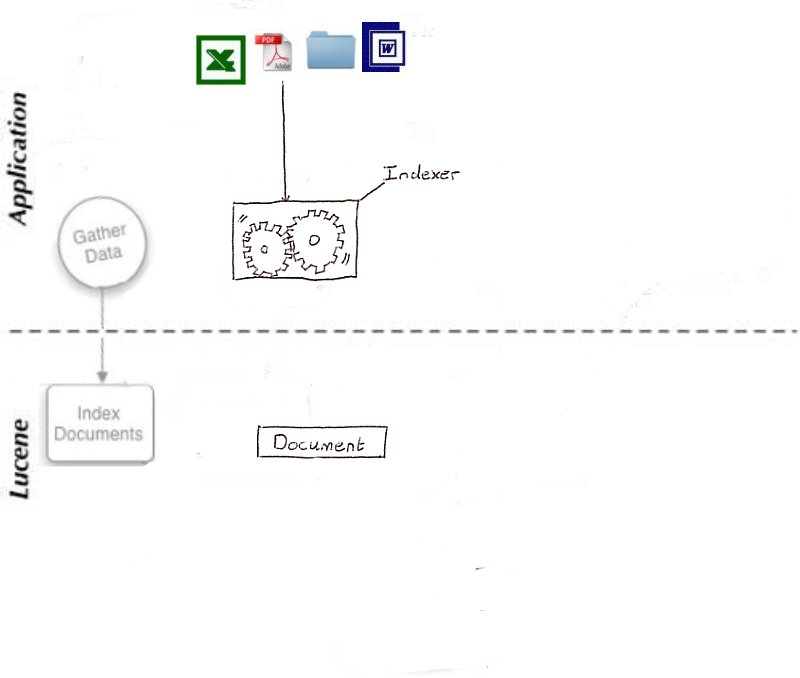 PDF
Adobe
W
Application
Indexer
Gather
Data
Index
Documents
Lucene
Document